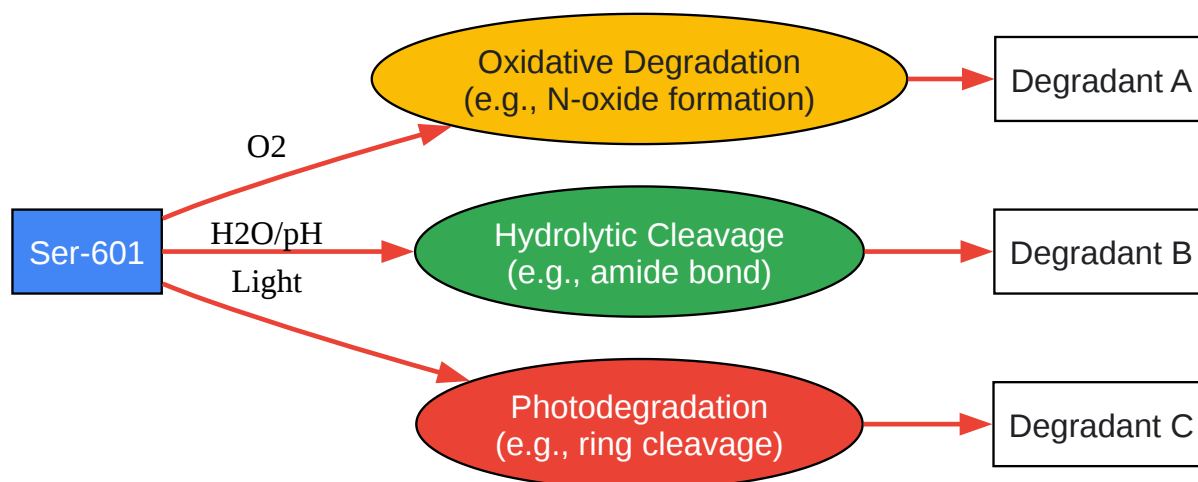 Ser-601
O2
H2O/pH
Light
Oxidative Degradation
(e.g., N-oxide formation)
Hydrolytic Cleavage
(e.g., amide bond)
Photodegradation
(e.g., ring cleavage)
Degradant A
Degradant B
Degradant C